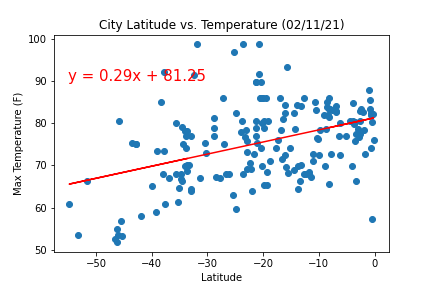 City Latitude vs. Temperature (02/11/21)
100
y = 0.29x + 81.25
90
80
70
60
50
Max Temperature (F)
−50 −40 −30 −20 −10 0
Latitude